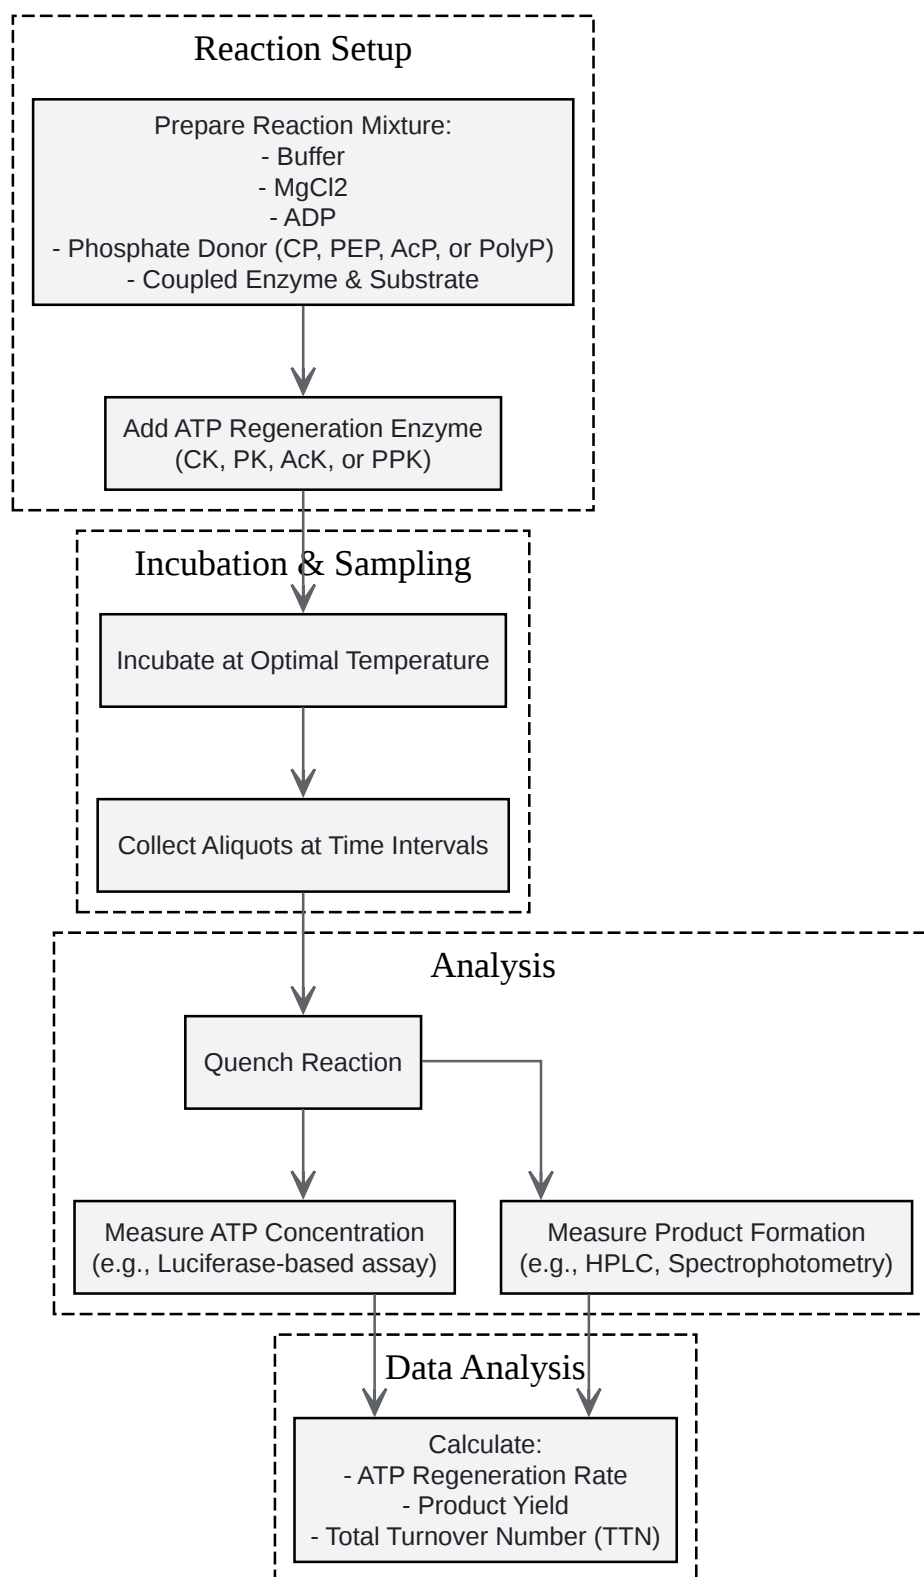 Reaction Setup
Prepare Reaction Mixture:
- Buffer
- MgCl2
- ADP
- Phosphate Donor (CP, PEP, AcP, or PolyP)
- Coupled Enzyme & Substrate
Add ATP Regeneration Enzyme
(CK, PK, AcK, or PPK)
Incubation & Sampling
Incubate at Optimal Temperature
Collect Aliquots at Time Intervals
Analysis
Quench Reaction
Measure ATP Concentration
(e.g., Luciferase-based assay)
Measure Product Formation
(e.g., HPLC, Spectrophotometry)
Data Analysis
Calculate:
- ATP Regeneration Rate
- Product Yield
- Total Turnover Number (TTN)